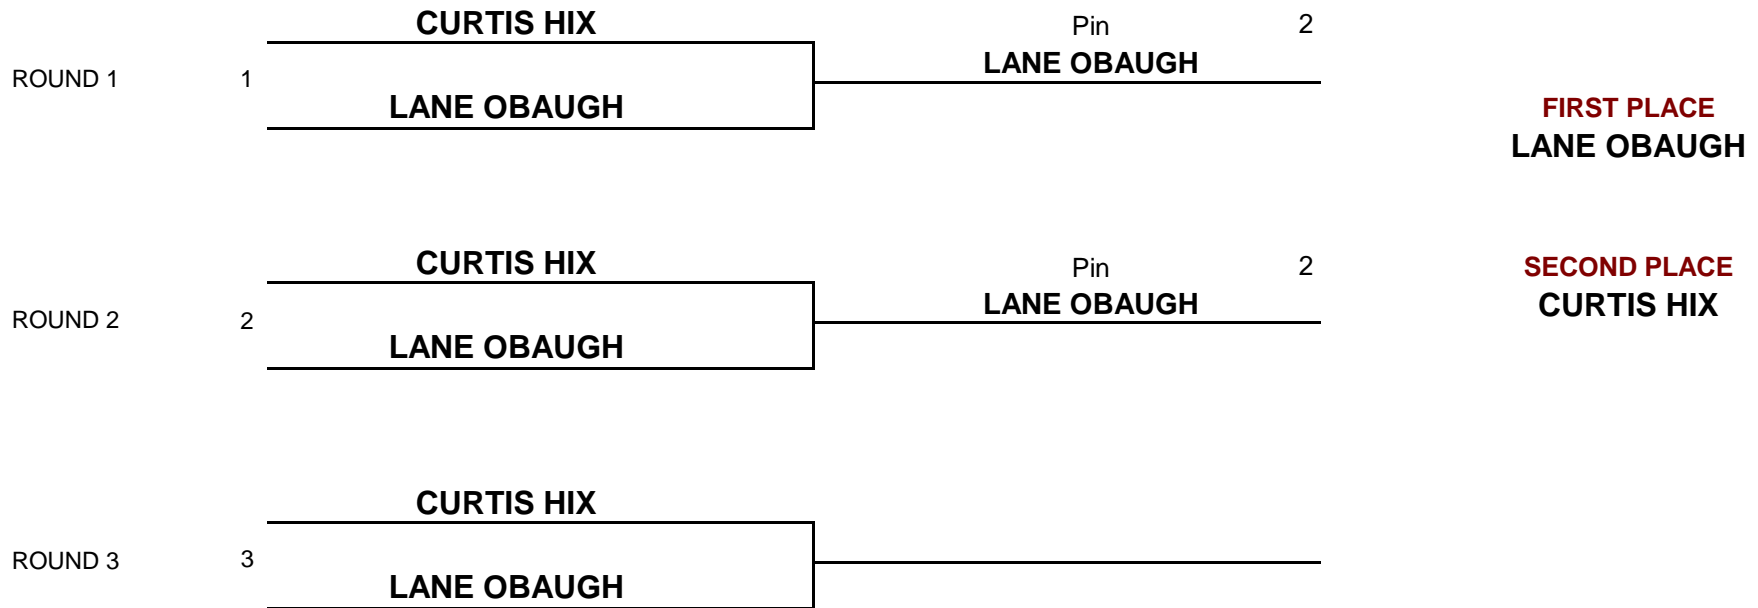 CURTIS HIX
Pin 2
LANE OBAUGH
ROUND 1 1
LANE OBAUGH
FIRST PLACE
LANE OBAUGH
CURTIS HIX
Pin 2
SECOND PLACE
LANE OBAUGH
CURTIS HIX
ROUND 2 2
LANE OBAUGH
CURTIS HIX
ROUND 3 3
LANE OBAUGH